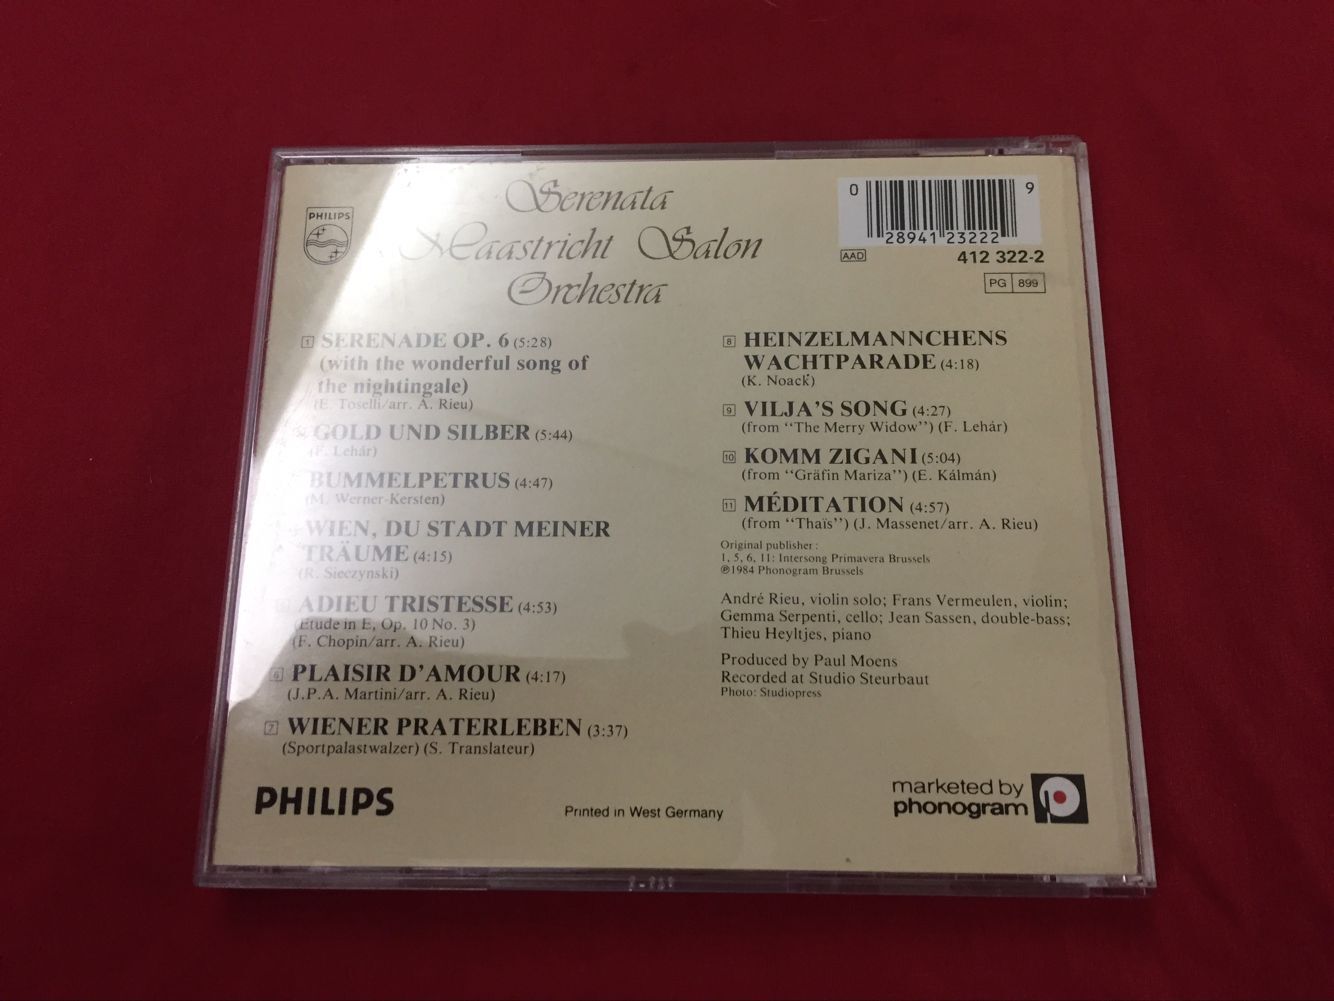 PHILIPS
Serenata
Maastricht Salon
Orchestra
0 28941 23222 9
AAD
412 322-2
PG 899
1 SERENADE OP. 6 (5:28)
(with the wonderful song of
the nightingale)
(E. Toselli/arr. A. Rieu)
GOLD UND SILBER (5:44)
(F. Lehár)
BUMMELPETRUS (4:47)
(M. Werner-Kersten)
WIEN, DU STADT MEINER
TRÄUME (4:15)
(R. Sieczynski)
ADIEU TRISTESSE (4:53)
(Etude in E, Op. 10 No. 3)
(F. Chopin/arr. A. Rieu)
6 PLAISIR D'AMOUR (4:17)
(J.P.A. Martini/arr. A. Rieu)
7 WIENER PRATERLEBEN (3:37)
(Sportpalastwalzer) (S. Translateur)
8 HEINZELMANNCHENS
WACHTPARADE (4:18)
(K. Noack)
9 VILJA'S SONG (4:27)
(from "The Merry Widow") (F. Lehár)
10 KOMM ZIGANI (5:04)
(from "Gräfin Mariza") (E. Kálmán)
11 MÉDITATION (4:57)
(from "Thaïs") (J. Massenet/arr. A. Rieu)
Original publisher:
1, 5, 6, 11: Intersong Primavera Brussels
℗1984 Phonogram Brussels
André Rieu, violin solo; Frans Vermeulen, violin;
Gemma Serpenti, cello; Jean Sassen, double-bass;
Thieu Heyltjes, piano
Produced by Paul Moens
Recorded at Studio Steurbaut
Photo: Studiopress
PHILIPS
Printed in West Germany
marketed by
phonogram